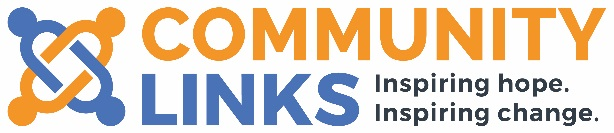 COMMUNITY
LINKS
Inspiring hope.
Inspiring change.